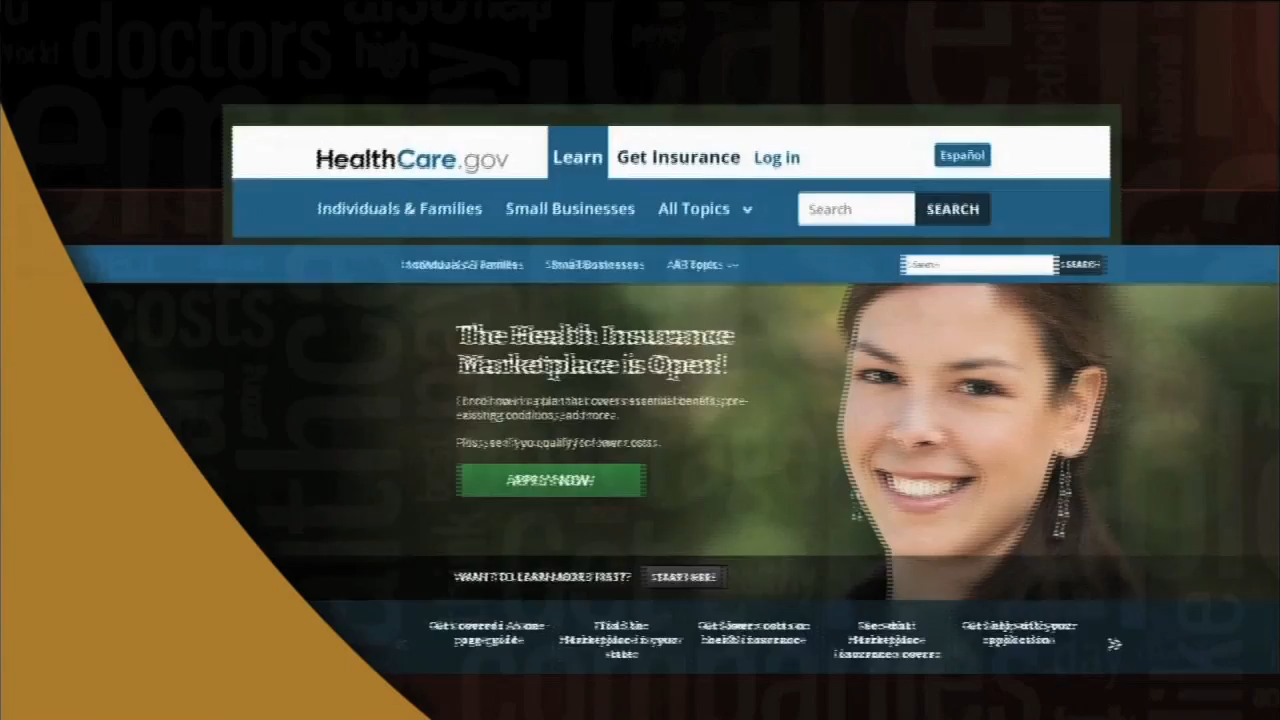 doctors
high
costs
HealthCare.gov
Learn
Get Insurance
Log in
Español
Individuals & Families
Small Businesses
All Topics
Search
SEARCH
Individuals & Families
Small Businesses
All Topics
Search
SEARCH
The Health Insurance
Marketplace is Open!
Enroll now in a plan that covers essential benefits, pre-
existing conditions, and more.
Plus, see if you qualify for lower costs.
APPLY NOW
WANT TO LEARN MORE FIRST?
START HERE
Get covered: A one-
page guide
Find the
Marketplace in your
state
Get lower costs on
health insurance
See what
Marketplace
insurance covers
Get help with your
application
companies
like